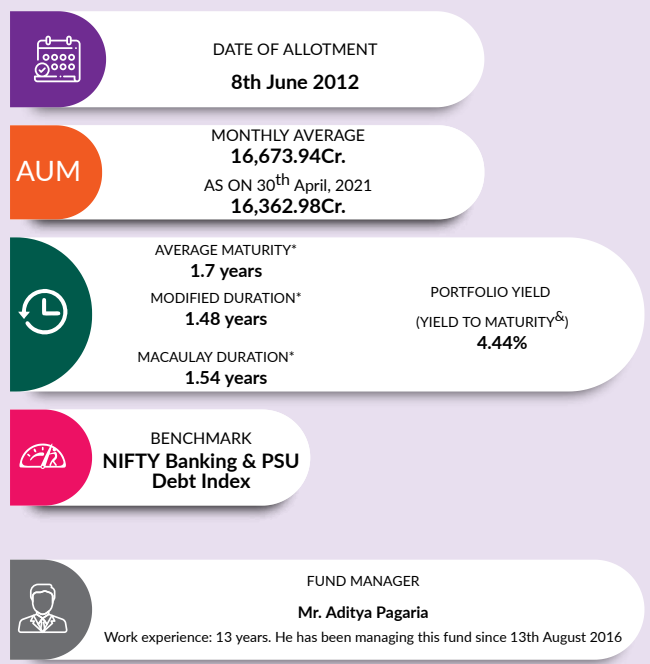 DATE OF ALLOTMENT
8th June 2012
AUM
MONTHLY AVERAGE
16,673.94Cr.
AS ON 30th April, 2021
16,362.98Cr.
AVERAGE MATURITY*
1.7 years
MODIFIED DURATION*
1.48 years
MACAULAY DURATION*
1.54 years
PORTFOLIO YIELD
(YIELD TO MATURITY&)
4.44%
BENCHMARK
NIFTY Banking & PSU
Debt Index
FUND MANAGER
Mr. Aditya Pagaria
Work experience: 13 years. He has been managing this fund since 13th August 2016